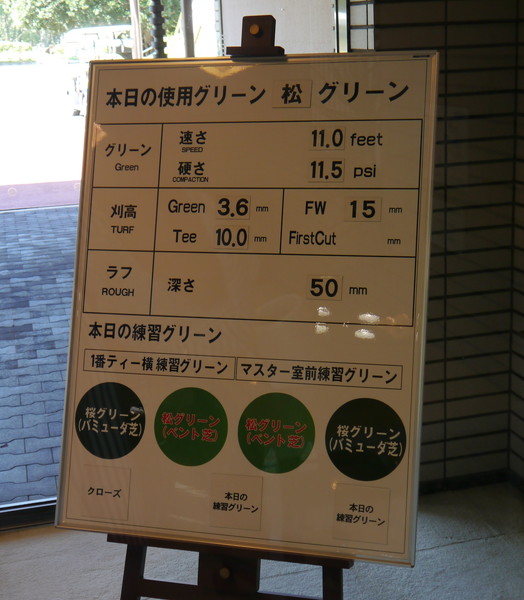 本日の使用グリーン 松 グリーン
グリーン
Green
速さ 11.0 feet
SPEED
硬さ 11.5 psi
COMPACTION
刈高
TURF
Green 3.6 mm
Tee 10.0 mm
FW 15 mm
FirstCut mm
ラフ
ROUGH
深さ 50 mm
本日の練習グリーン
1番ティー横 練習グリーン
マスター室前練習グリーン
桜グリーン
(バミューダ芝)
松グリーン
(ベント芝)
松グリーン
(ベント芝)
桜グリーン
(バミューダ芝)
クローズ
本日の
練習グリーン
本日の
練習グリーン